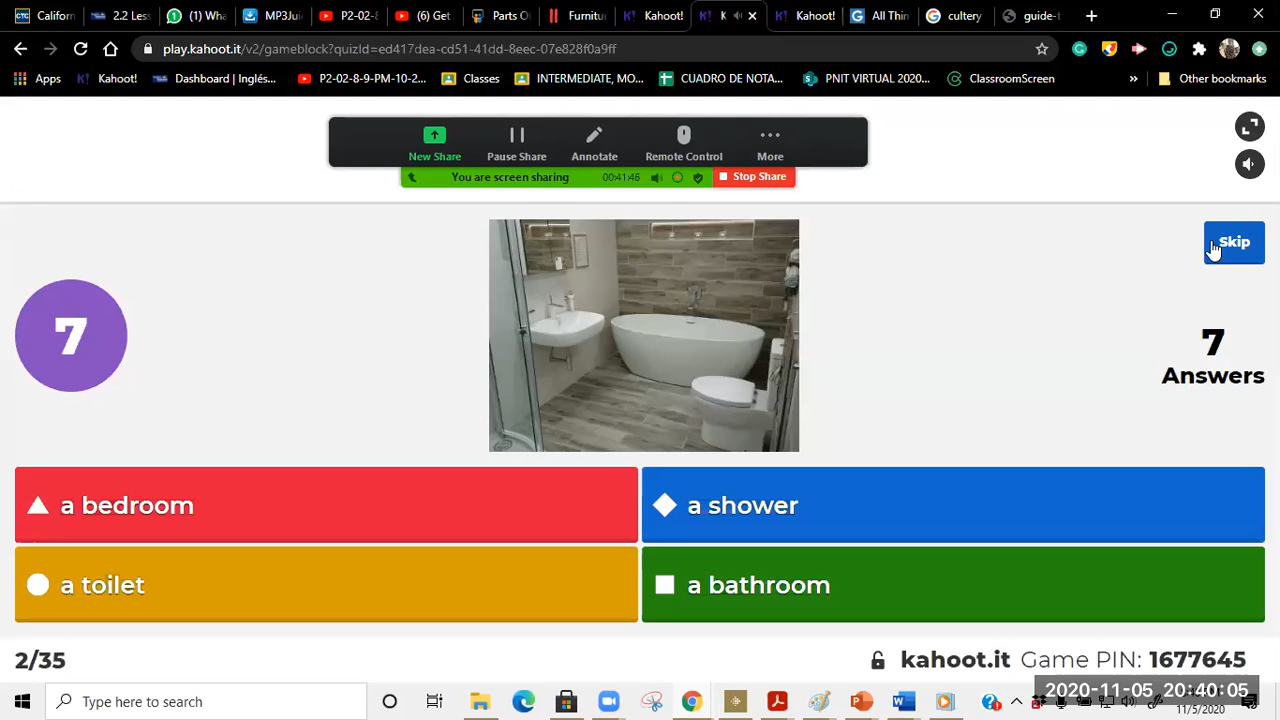 Califorr
2.2 Less
(1) Wha
MP3Juic
P2-02-8
(6) Get
Parts O
Furnitu
Kahoot!
K
Kahoot!
All Thin
cultery
guide-t
play.kahoot.it/v2/gameblock?quizId=ed417dea-cd51-41dd-8eec-07e828f0a9ff
Apps
Kahoot!
Dashboard | Inglés...
P2-02-8-9-PM-10-2...
Classes
INTERMEDIATE, MO...
CUADRO DE NOTA...
PNIT VIRTUAL 2020...
ClassroomScreen
»
Other bookmarks
New Share
Pause Share
Annotate
Remote Control
More
You are screen sharing
00:41:46
Stop Share
Skip
7
7
Answers
a bedroom
a shower
a toilet
a bathroom
2/35
kahoot.it Game PIN: 1677645
Type here to search
2020-11-05 20:40:05
11/5/2020